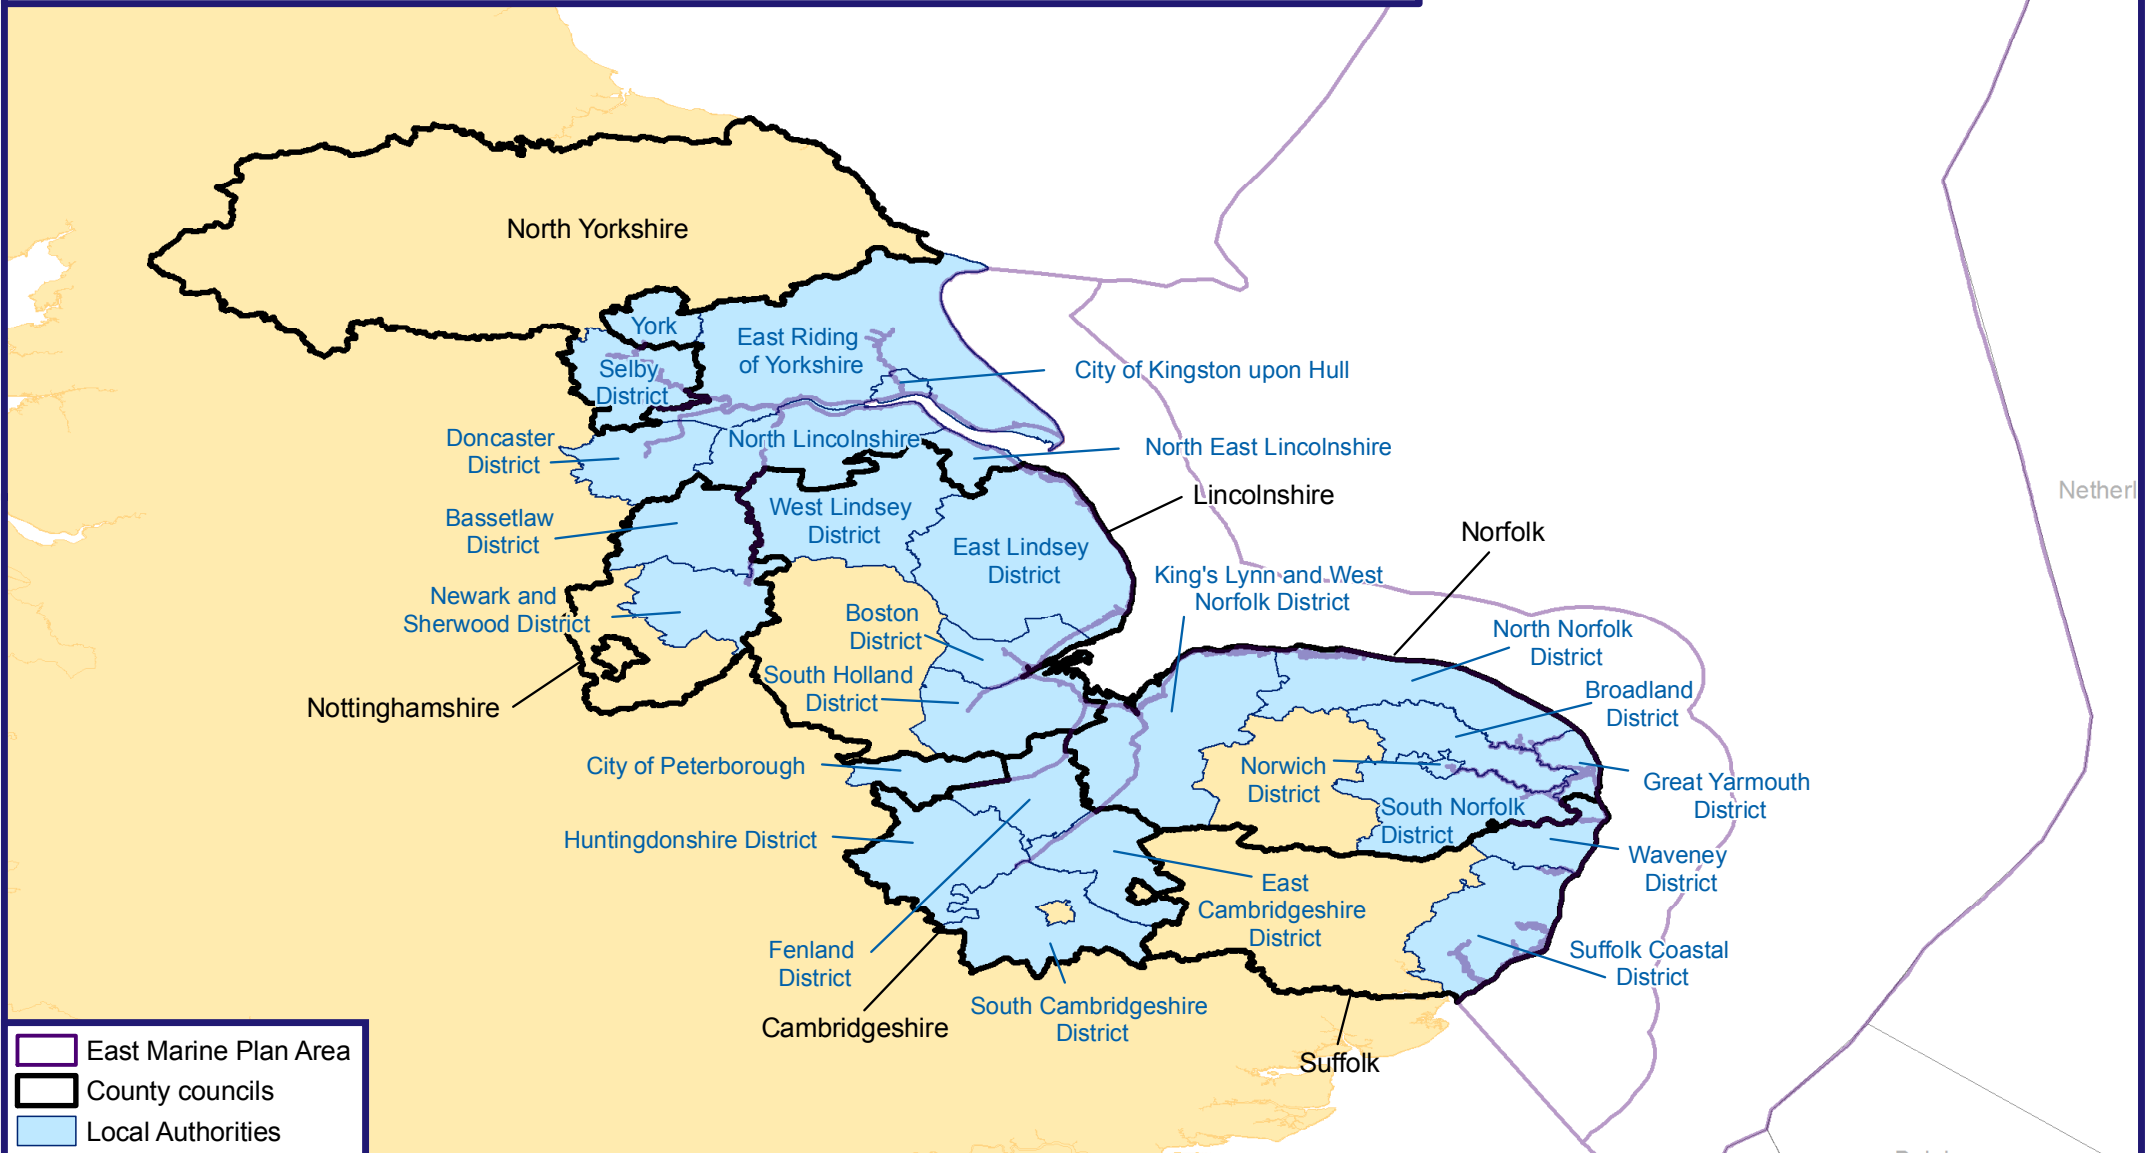 North Yorkshire
York
East Riding
of Yorkshire
Selby
District
City of Kingston upon Hull
Doncaster
District
North Lincolnshire
North East Lincolnshire
Lincolnshire
Netherl
Bassetlaw
District
West Lindsey
District
East Lindsey
District
Norfolk
King's Lynn and West
Norfolk District
Newark and
Sherwood District
Boston
District
North Norfolk
District
South Holland
District
Broadland
District
Nottinghamshire
City of Peterborough
Norwich
District
Great Yarmouth
District
South Norfolk
District
Huntingdonshire District
Waveney
District
East
Cambridgeshire
District
Fenland
District
Suffolk Coastal
District
South Cambridgeshire
District
Cambridgeshire
Suffolk
East Marine Plan Area
County councils
Local Authorities